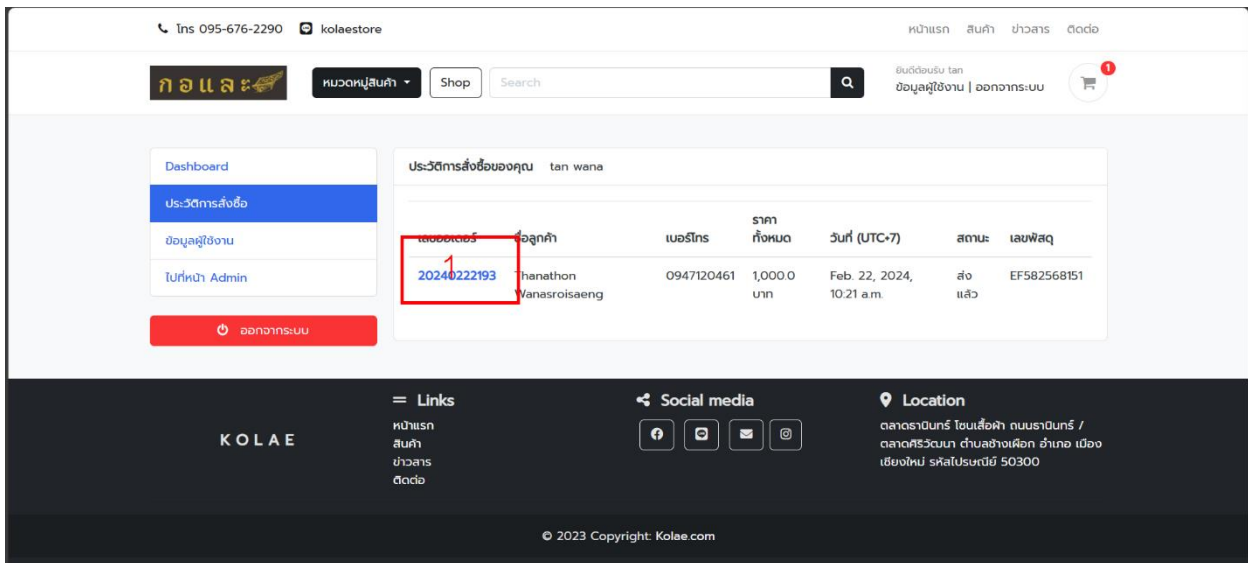 โทร 095-676-2290 kolaestore
หน้าแรก สินค้า ข่าวสาร ติดต่อ
กอและ
หมวดหมู่สินค้า
Shop
Search
ยินดีต้อนรับ tan
ข้อมูลผู้ใช้งาน | ออกจากระบบ
1
Dashboard
ประวัติการสั่งซื้อ
ข้อมูลผู้ใช้งาน
ไปที่หน้า Admin
ออกจากระบบ
ประวัติการสั่งซื้อของคุณ tan wana
เลขออเดอร์ ชื่อลูกค้า เบอร์โทร ราคาทั้งหมด วันที่ (UTC+7) สถานะ เลขพัสดุ
1
20240222193 Thanathon 0947120461 1,000.0 Feb. 22, 2024, ส่ง EF582568151
Wanasroisaeng บาท 10:21 a.m. แล้ว
KOLAE
Links
หน้าแรก
สินค้า
ข่าวสาร
ติดต่อ
Social media
Location
ตลาดธานินทร์ โซนเสื้อผ้า ถนนธานินทร์ /
ตลาดศิริวัฒนา ตำบลช้างเผือก อำเภอ เมือง
เชียงใหม่ รหัสไปรษณีย์ 50300
© 2023 Copyright: Kolae.com